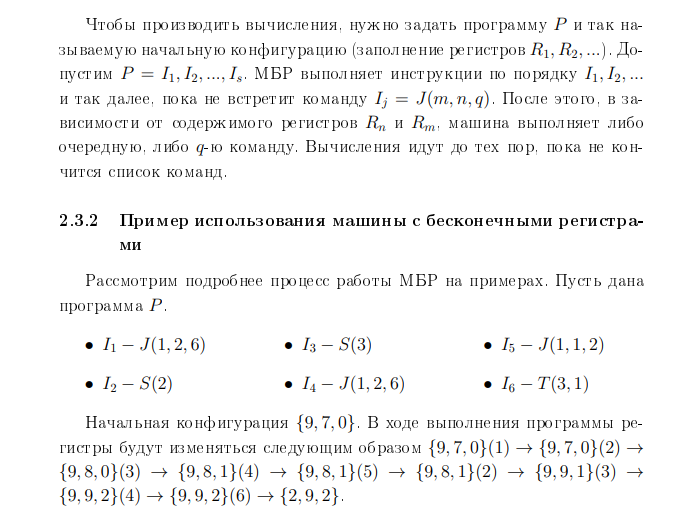 Чтобы производить вычисления, нужно задать программу P и так на-
зываемую начальную конфигурацию (заполнение регистров R₁, R₂, ...). До-
пустим P = I₁, I₂, ..., Iₛ. МБР выполняет инструкции по порядку I₁, I₂, ...
и так далее, пока не встретит команду Iⱼ = J(m, n, q). После этого, в за-
висимости от содержимого регистров Rₙ и Rₘ, машина выполняет либо
очередную, либо q-ю команду. Вычисления идут до тех пор, пока не кон-
чится список команд.
2.3.2 Пример использования машины с бесконечными регистра-
ми
Рассмотрим подробнее процесс работы МБР на примерах. Пусть дана
программа P.
• I₁ − J(1, 2, 6) • I₃ − S(3) • I₅ − J(1, 1, 2)
• I₂ − S(2) • I₄ − J(1, 2, 6) • I₆ − T(3, 1)
Начальная конфигурация {9, 7, 0}. В ходе выполнения программы ре-
гистры будут изменяться следующим образом {9, 7, 0}(1) → {9, 7, 0}(2) →
{9, 8, 0}(3) → {9, 8, 1}(4) → {9, 8, 1}(5) → {9, 8, 1}(2) → {9, 9, 1}(3) →
{9, 9, 2}(4) → {9, 9, 2}(6) → {2, 9, 2}.